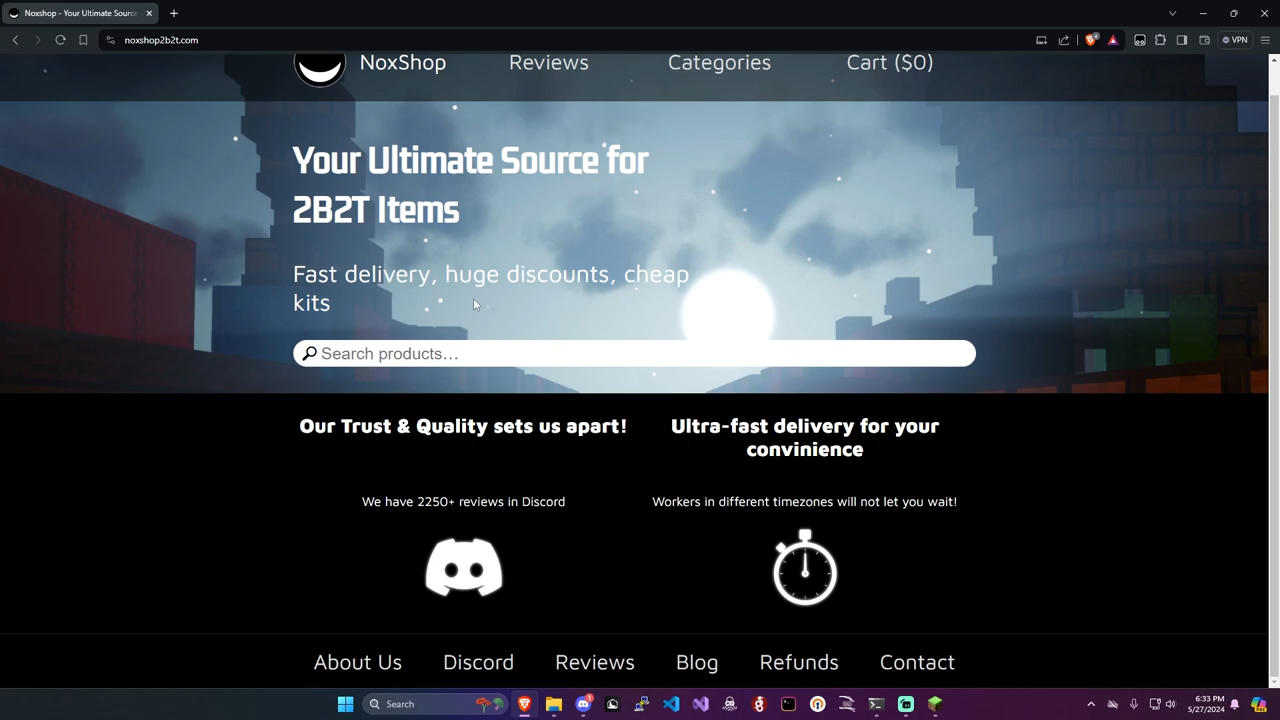 Noxshop - Your Ultimate Source
noxshop2b2t.com
VPN
NoxShop
Reviews
Categories
Cart ($0)
Your Ultimate Source for
2B2T Items
Fast delivery, huge discounts, cheap
kits
Search products...
Our Trust & Quality sets us apart!
We have 2250+ reviews in Discord
Ultra-fast delivery for your
convinience
Workers in different timezones will not let you wait!
About Us
Discord
Reviews
Blog
Refunds
Contact
Search
6:33 PM
5/27/2024